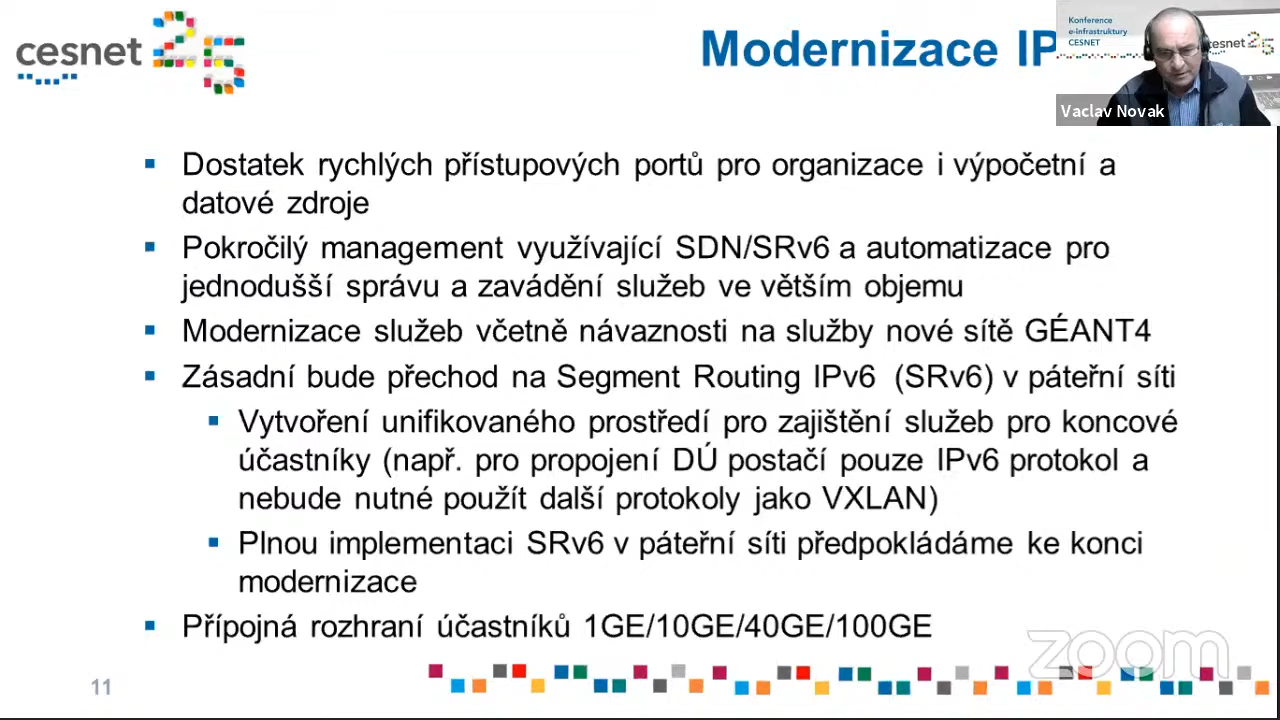 cesnet
25
Modernizace IP
Konference
e-infrastruktury
CESNET
cesnet 25
Vaclav Novak
▪ Dostatek rychlých přístupových portů pro organizace i výpočetní a
datové zdroje
▪ Pokročilý management využívající SDN/SRv6 a automatizace pro
jednodušší správu a zavádění služeb ve větším objemu
▪ Modernizace služeb včetně návaznosti na služby nové sítě GÉANT4
▪ Zásadní bude přechod na Segment Routing IPv6 (SRv6) v páteřní síti
▪ Vytvoření unifikovaného prostředí pro zajištění služeb pro koncové
účastníky (např. pro propojení DÚ postačí pouze IPv6 protokol a
nebude nutné použít další protokoly jako VXLAN)
▪ Plnou implementaci SRv6 v páteřní síti předpokládáme ke konci
modernizace
▪ Přípojná rozhraní účastníků 1GE/10GE/40GE/100GE
zoom
11